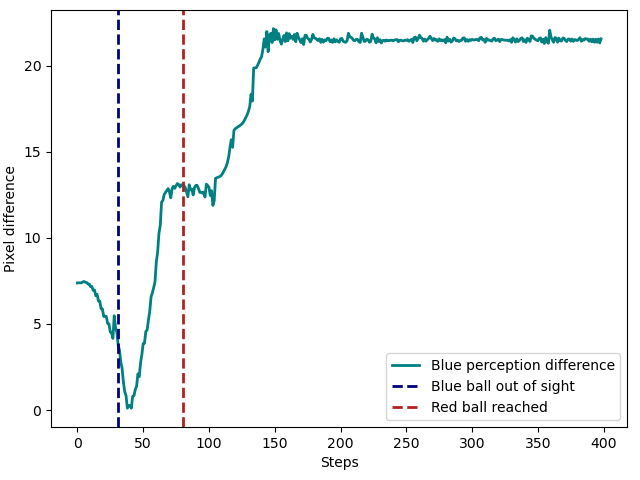 20
15
10
5
0
Pixel difference
0
50
100
150
200
250
300
350
400
Steps
Blue perception difference
Blue ball out of sight
Red ball reached